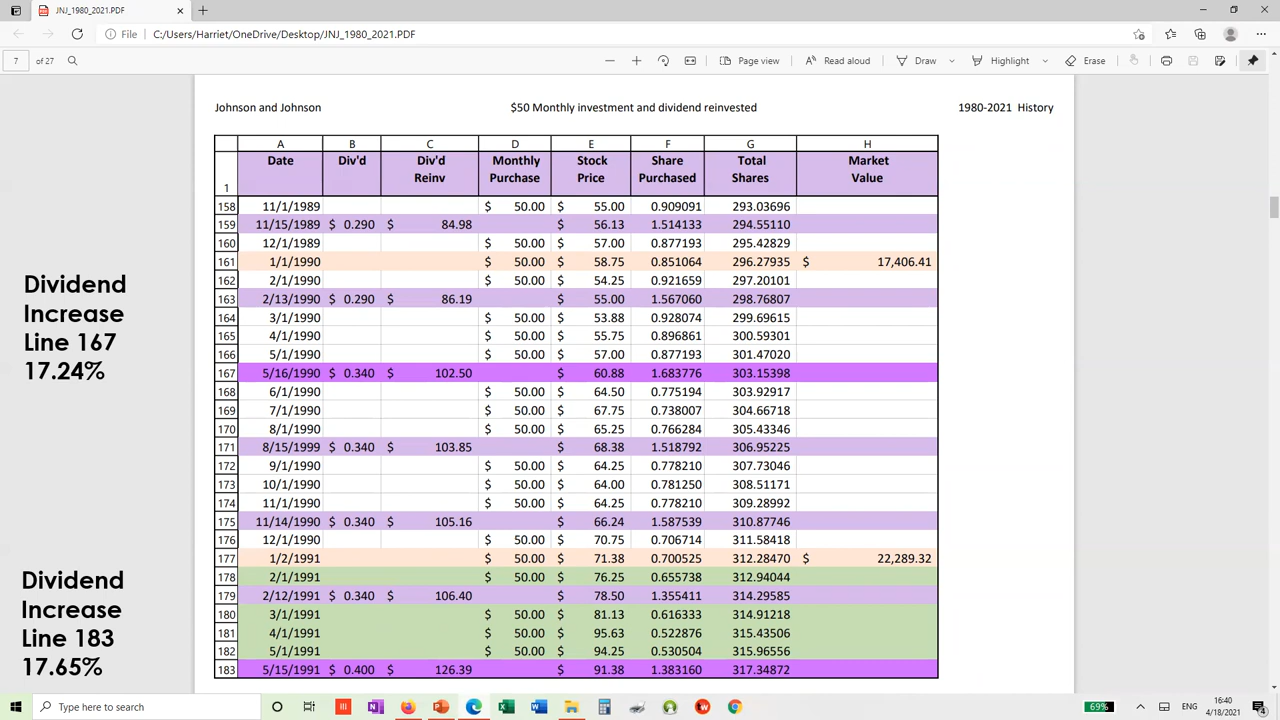 JNJ_1980_2021.PDF
File C:/Users/Harriet/OneDrive/Desktop/JNJ_1980_2021.PDF
7 of 27 Page view Read aloud Draw Highlight Erase
Johnson and Johnson $50 Monthly investment and dividend reinvested 1980-2021 History
A B C D E F G H
Date Div'd Div'd Monthly Stock Share Total Market
1 Reinv Purchase Price Purchased Shares Value
158 11/1/1989 $ 50.00 $ 55.00 0.909091 293.03696
159 11/15/1989 $ 0.290 $ 84.98 $ 56.13 1.514133 294.55110
160 12/1/1989 $ 50.00 $ 57.00 0.877193 295.42829
161 1/1/1990 $ 50.00 $ 58.75 0.851064 296.27935 $ 17,406.41
162 2/1/1990 $ 50.00 $ 54.25 0.921659 297.20101
163 2/13/1990 $ 0.290 $ 86.19 $ 55.00 1.567060 298.76807
164 3/1/1990 $ 50.00 $ 53.88 0.928074 299.69615
165 4/1/1990 $ 50.00 $ 55.75 0.896861 300.59301
166 5/1/1990 $ 50.00 $ 57.00 0.877193 301.47020
167 5/16/1990 $ 0.340 $ 102.50 $ 60.88 1.683776 303.15398
168 6/1/1990 $ 50.00 $ 64.50 0.775194 303.92917
169 7/1/1990 $ 50.00 $ 67.75 0.738007 304.66718
170 8/1/1990 $ 50.00 $ 65.25 0.766284 305.43346
171 8/15/1999 $ 0.340 $ 103.85 $ 68.38 1.518792 306.95225
172 9/1/1990 $ 50.00 $ 64.25 0.778210 307.73046
173 10/1/1990 $ 50.00 $ 64.00 0.781250 308.51171
174 11/1/1990 $ 50.00 $ 64.25 0.778210 309.28992
175 11/14/1990 $ 0.340 $ 105.16 $ 66.24 1.587539 310.87746
176 12/1/1990 $ 50.00 $ 70.75 0.706714 311.58418
177 1/2/1991 $ 50.00 $ 71.38 0.700525 312.28470 $ 22,289.32
178 2/1/1991 $ 50.00 $ 76.25 0.655738 312.94044
179 2/12/1991 $ 0.340 $ 106.40 $ 78.50 1.355411 314.29585
180 3/1/1991 $ 50.00 $ 81.13 0.616333 314.91218
181 4/1/1991 $ 50.00 $ 95.63 0.522876 315.43506
182 5/1/1991 $ 50.00 $ 94.25 0.530504 315.96556
183 5/15/1991 $ 0.400 $ 126.39 $ 91.38 1.383160 317.34872
Dividend
Increase
Line 167
17.24%
Dividend
Increase
Line 183
17.65%
Type here to search
69% ENG
16:40
4/18/2021
4